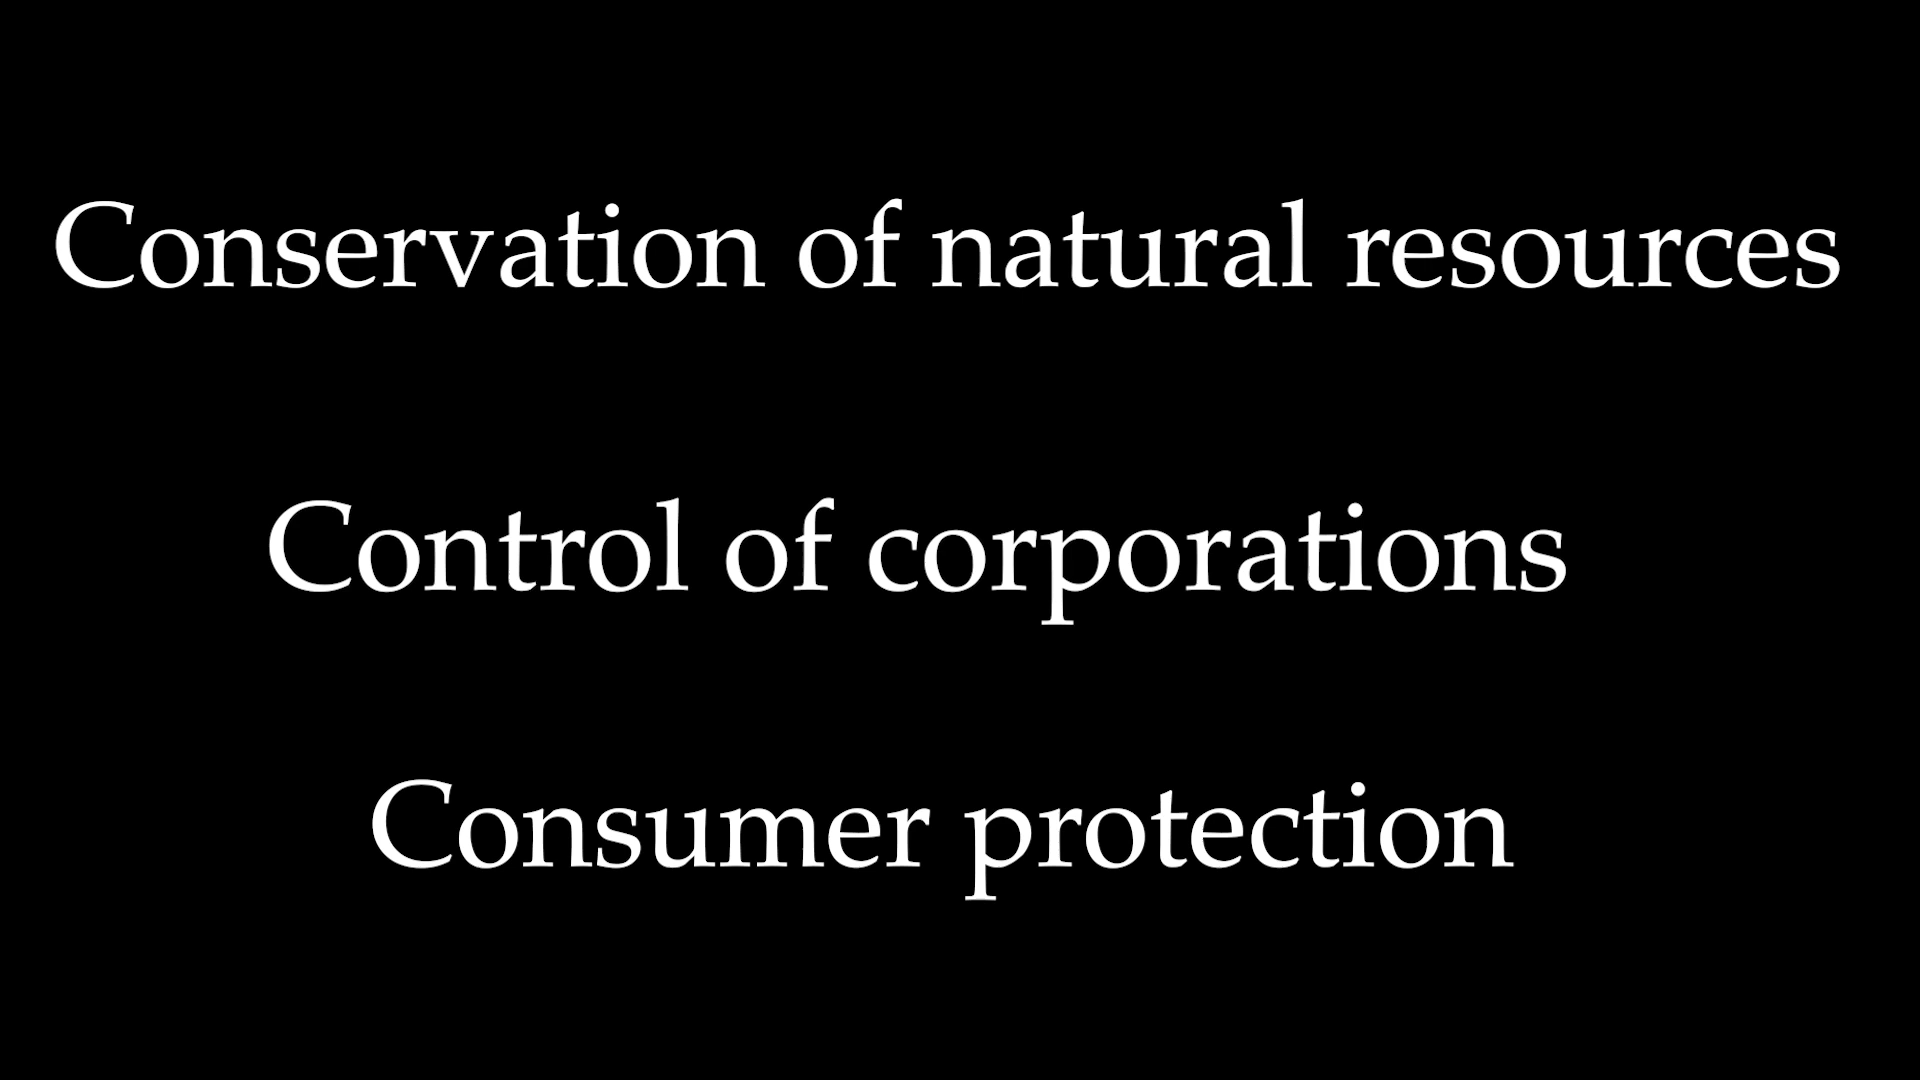 Conservation of natural resources
Control of corporations
Consumer protection